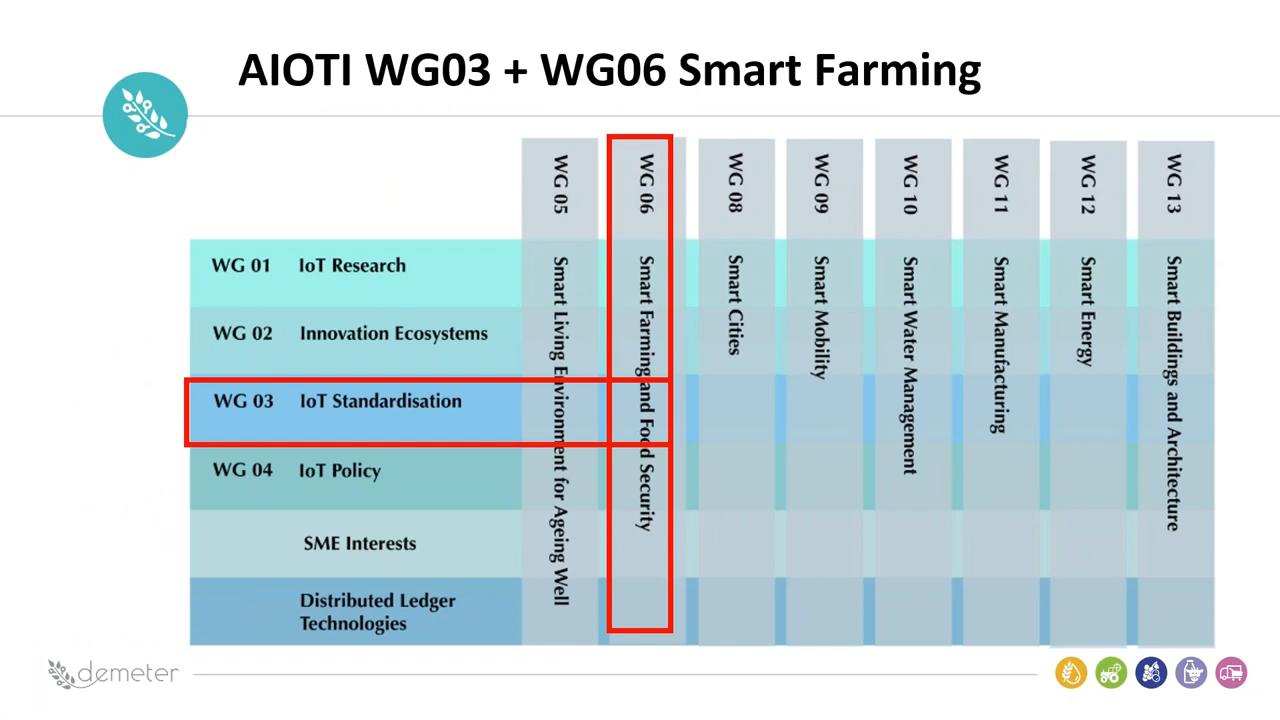 AIOTI WG03 + WG06 Smart Farming
WG 05 Smart Living Environment for Ageing Well
WG 06 Smart Farming and Food Security
WG 08 Smart Cities
WG 09 Smart Mobility
WG 10 Smart Water Management
WG 11 Smart Manufacturing
WG 12 Smart Energy
WG 13 Smart Buildings and Architecture
WG 01 IoT Research
WG 02 Innovation Ecosystems
WG 03 IoT Standardisation
WG 04 IoT Policy
SME Interests
Distributed Ledger
Technologies
demeter